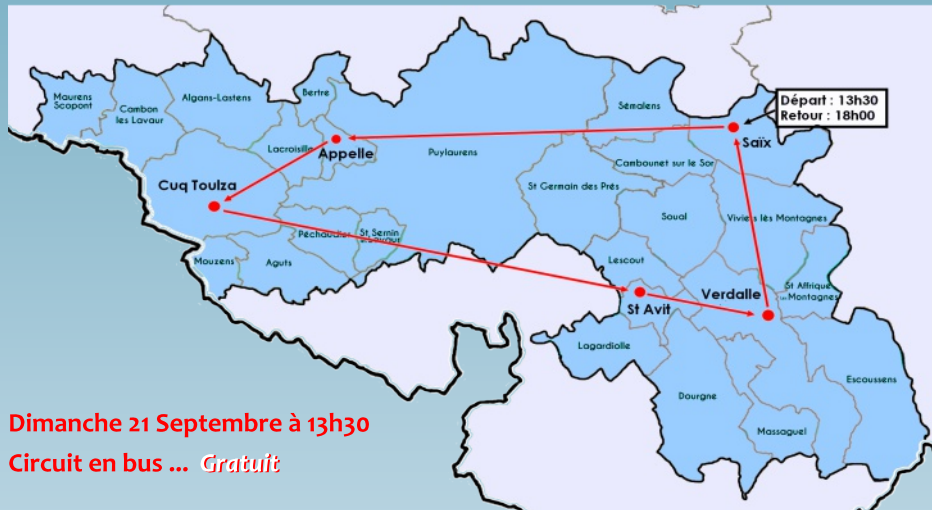 Maurens
Scopont
Cambon
les Lavaur
Algans-Lastens
Bertre
Sémalens
Départ : 13h30
Retour : 18h00
Lacroisille
Appelle
Puylaurens
Saïx
Cambounet sur le Sor
Cuq Toulza
St Germain des Prés
Soual
Viviers lès Montagnes
Péchaudier
St Sernin
Mouzens
Aguts
Lescout
St Affrique
les Montagnes
Verdalle
St Avit
Lagardiolle
Escoussens
Dourgne
Massaguel
Dimanche 21 Septembre à 13h30
Circuit en bus ... Gratuit